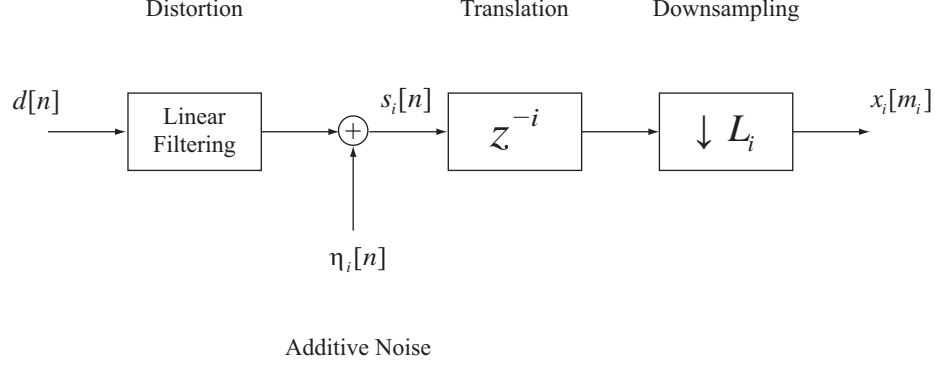 Distortion Translation Downsampling
d[n] Linear Filtering + s_i[n] z^{-i} ↓ L_i x_i[m_i]
η_i[n]
Additive Noise